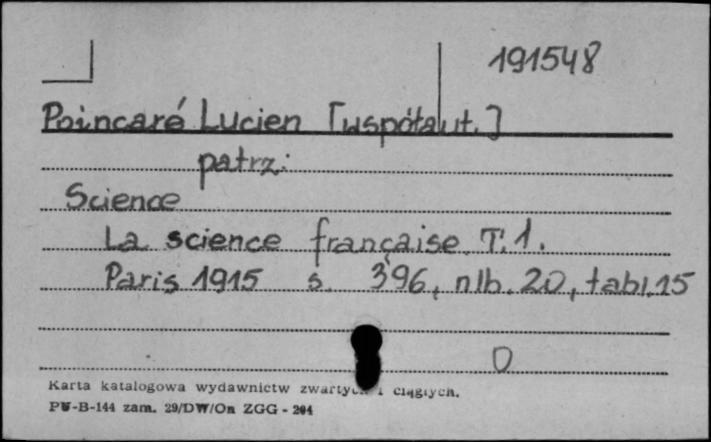 191548
Poincaré Lucien [współaut.]
patrz:
Science
La science française T.1.
Paris 1915 s. 396, nlb. 20, tabl. 15
Karta katalogowa wydawnictw zwartych i ciągłych.
PW-B-144 zam. 29/DW/On ZGG - 204